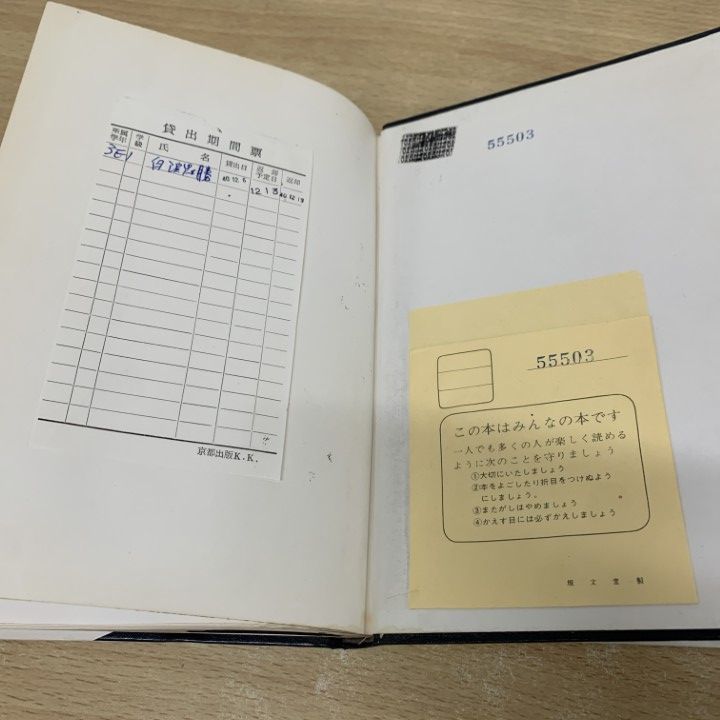 貸出期間票
所属学年 学級 氏名 貸出日 返却予定日 返却
3E1 40.12.6 12 13
京都出版K.K.
55503
55503
この本はみんなの本です
一人でも多くの人が楽しく読める
ように次のことを守りましょう
①大切にいたしましょう
②本をよごしたり折目をつけぬよう
にしましょう。
③またがしはやめましょう
④かえす日には必ずかえしましょう